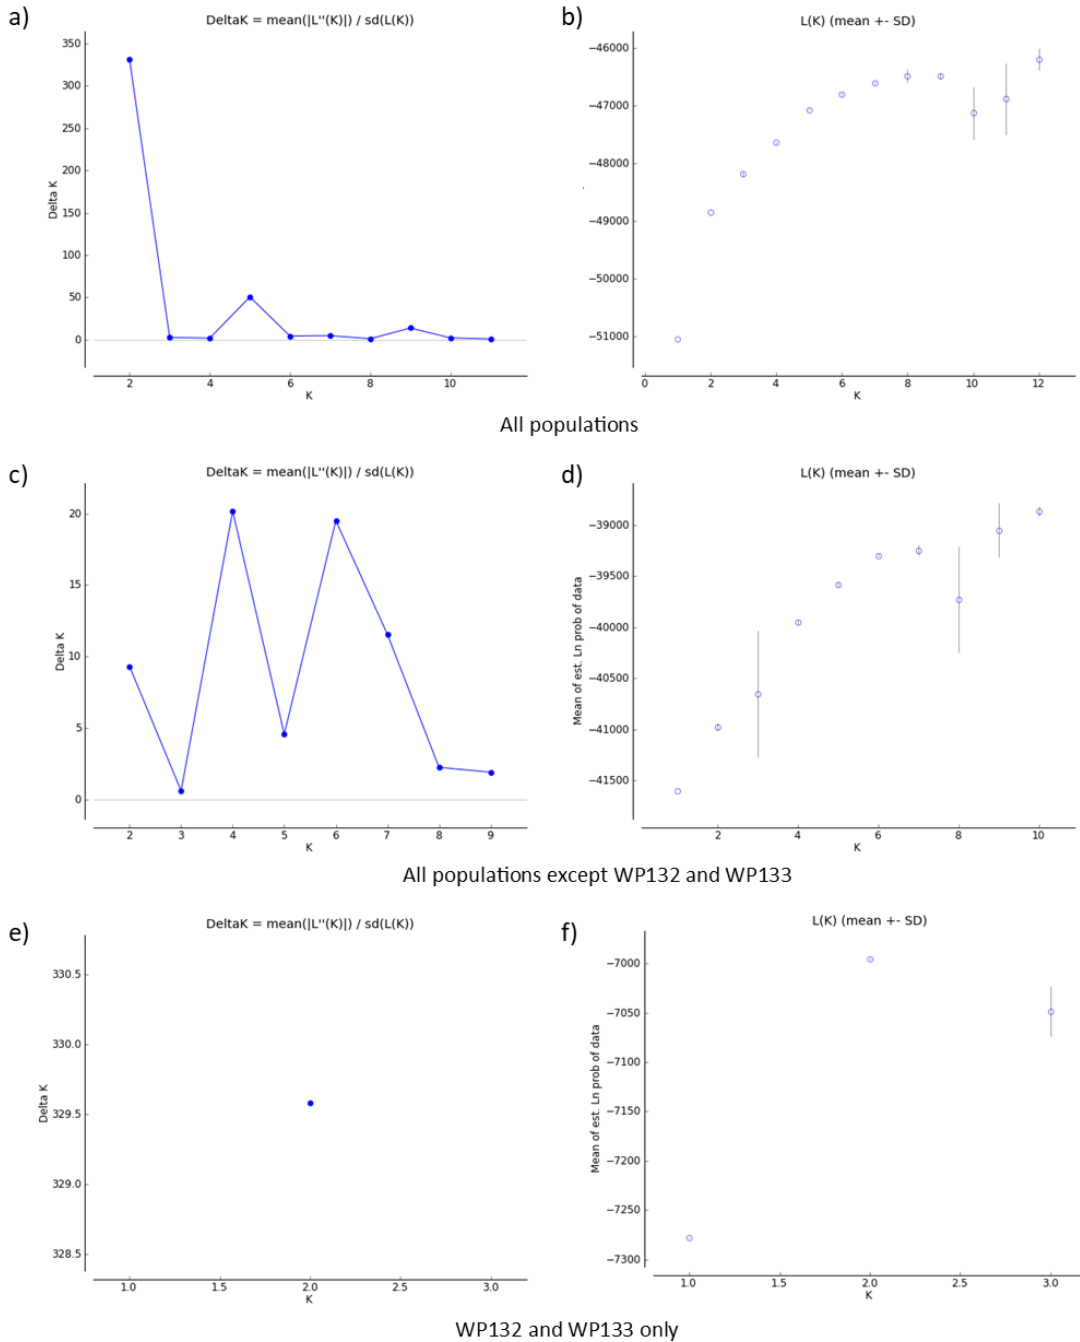 a)
DeltaK = mean(|L''(K)|) / sd(L(K))
350
300
250
200
150
100
50
0
Delta K
2
4
6
8
10
K
b)
L(K) (mean +- SD)
−46000
−47000
−48000
−49000
−50000
−51000
0
2
4
6
8
10
12
K
All populations
c)
DeltaK = mean(|L''(K)|) / sd(L(K))
20
15
10
5
0
Delta K
2
3
4
5
6
7
8
9
K
d)
L(K) (mean +- SD)
−39000
−39500
−40000
−40500
−41000
−41500
Mean of est. Ln prob of data
2
4
6
8
10
K
All populations except WP132 and WP133
e)
DeltaK = mean(|L''(K)|) / sd(L(K))
330.5
330.0
329.5
329.0
328.5
Delta K
1.0
1.5
2.0
2.5
3.0
K
f)
L(K) (mean +- SD)
−7000
−7050
−7100
−7150
−7200
−7250
−7300
Mean of est. Ln prob of data
1.0
1.5
2.0
2.5
3.0
K
WP132 and WP133 only